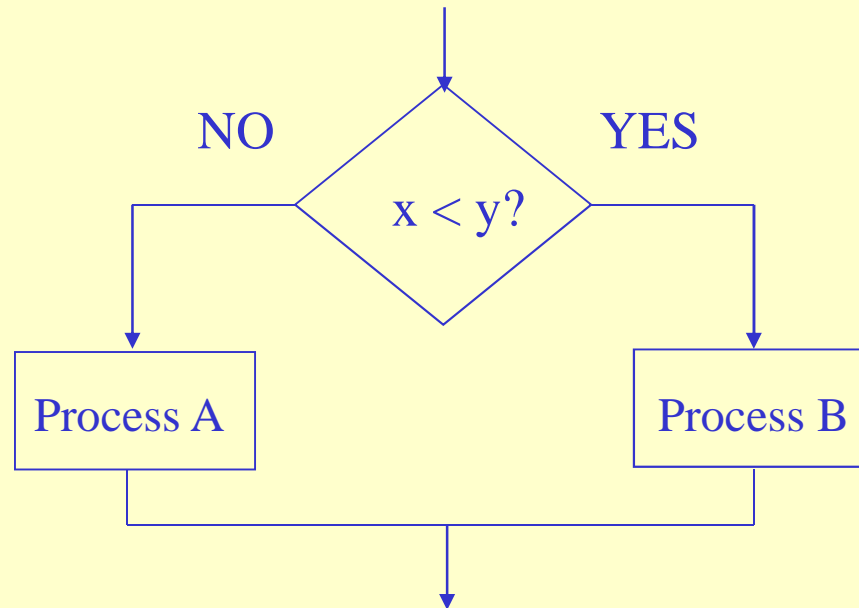 NO
YES
x < y?
Process A
Process B